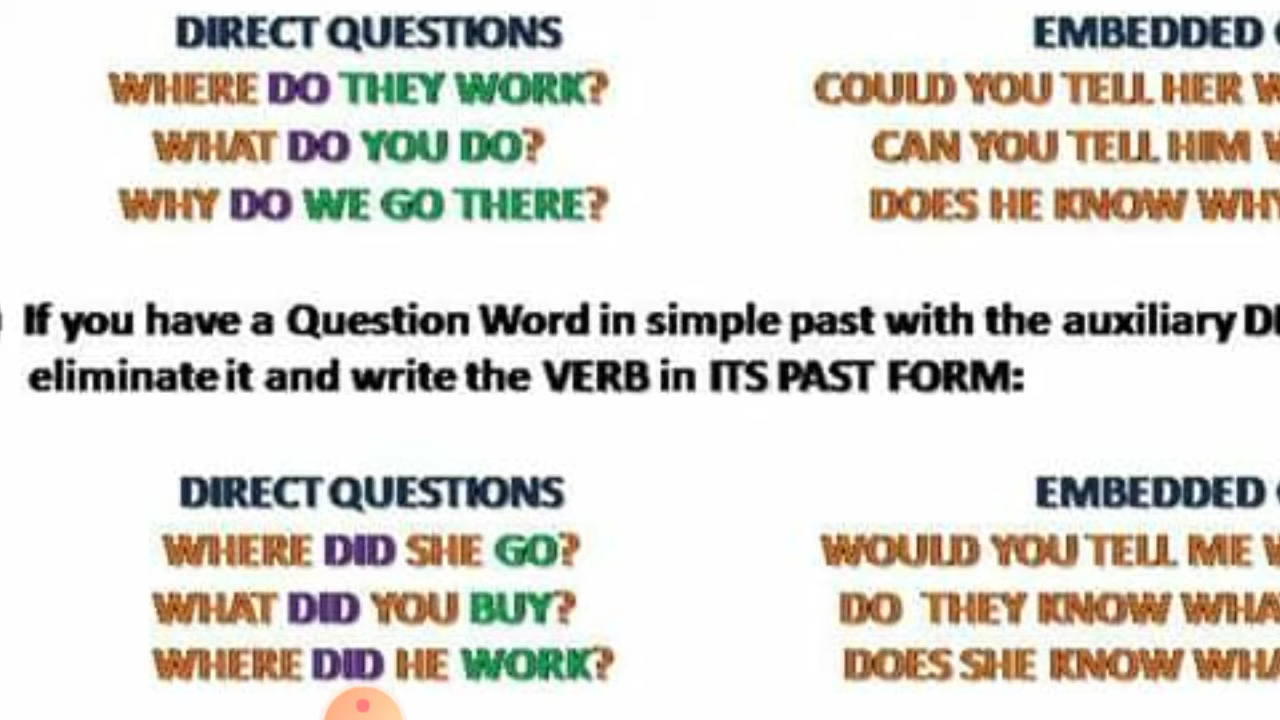 DIRECT QUESTIONS EMBEDDED
WHERE DO THEY WORK? COULD YOU TELL HER
WHAT DO YOU DO? CAN YOU TELL HIM
WHY DO WE GO THERE? DOES HE KNOW WHY
If you have a Question Word in simple past with the auxiliary
eliminate it and write the VERB in ITS PAST FORM:
DIRECT QUESTIONS EMBEDDED
WHERE DID SHE GO? WOULD YOU TELL ME
WHAT DID YOU BUY? DO THEY KNOW
WHERE DID HE WORK? DOES SHE KNOW